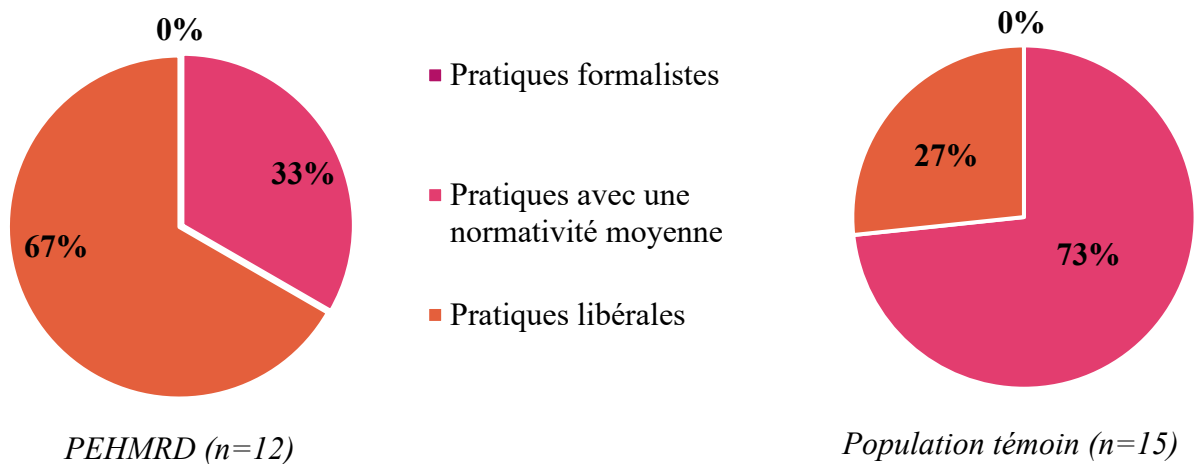 0%
33%
67%
PEHMRD (n=12)
Pratiques formalistes
Pratiques avec une
normativité moyenne
Pratiques libérales
0%
27%
73%
Population témoin (n=15)